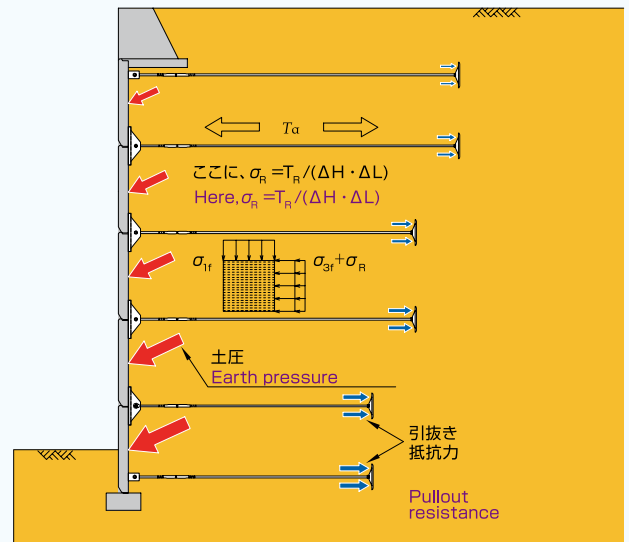 Tα
ここに、σR =TR /(ΔH・ΔL)
Here,σR =TR /(ΔH・ΔL)
σ1f
σ3f+σR
土圧
Earth pressure
引抜き
抵抗力
Pullout
resistance